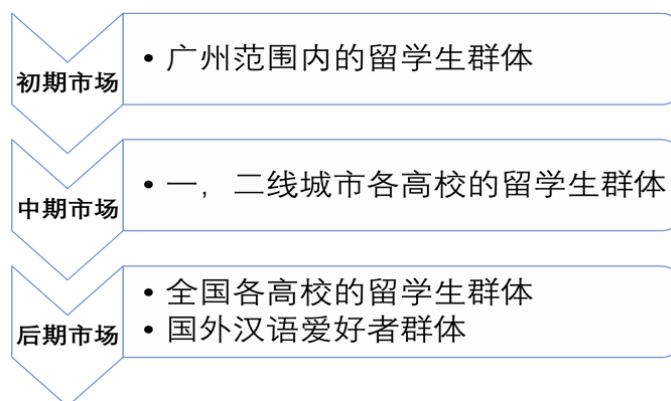 初期市场
• 广州范围内的留学生群体
中期市场
• 一，二线城市各高校的留学生群体
后期市场
• 全国各高校的留学生群体
• 国外汉语爱好者群体